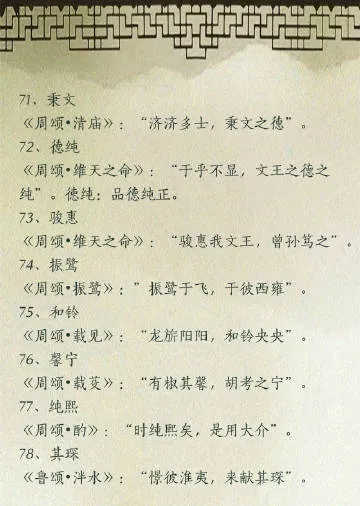 71、秉文
《周颂•清庙》：“济济多士，秉文之德”。
72、德纯
《周颂•维天之命》：“于乎不显，文王之德之
纯”。德纯：品德纯正。
73、骏惠
《周颂•维天之命》：“骏惠我文王，曾孙笃之”。
74、振鹭
《周颂•振鹭》：”振鹭于飞，于彼西雍”。
75、和铃
《周颂•载见》：“龙旂阳阳，和铃央央”。
76、馨宁
《周颂•载芟》：“有椒其馨，胡考之宁”。
77、纯熙
《周颂•酌》：“时纯熙矣，是用大介”。
78、其琛
《鲁颂•泮水》：“憬彼淮夷，来献其琛”。